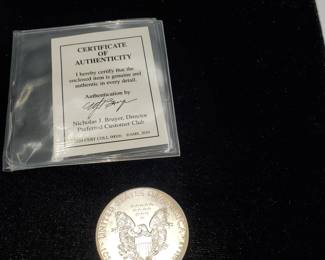 CERTIFICATE
OF
AUTHENTICITY
I hereby certify that the
enclosed item is genuine and
authentic in every detail.
Authentication by
Nicholas J. Bruyer, Director
Preferred Customer Club
UNITED STATES OF AMERICA